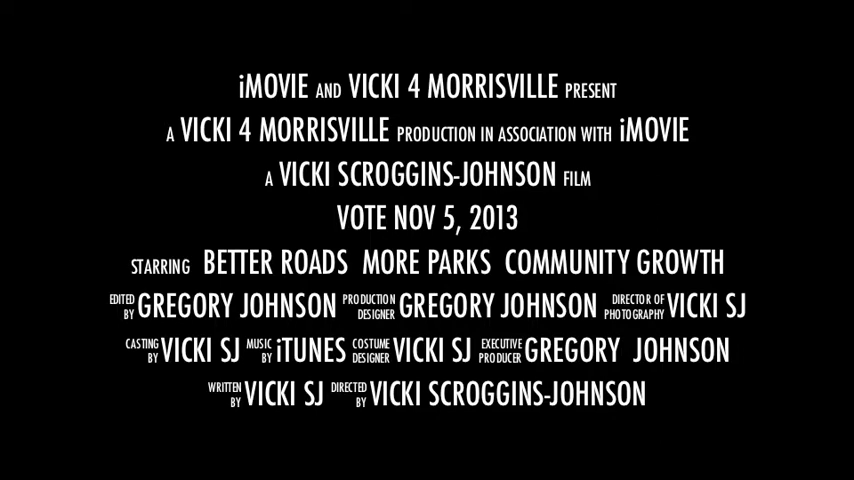 iMOVIE AND VICKI 4 MORRISVILLE PRESENT
A VICKI 4 MORRISVILLE PRODUCTION IN ASSOCIATION WITH iMOVIE
A VICKI SCROGGINS-JOHNSON FILM
VOTE NOV 5, 2013
STARRING BETTER ROADS MORE PARKS COMMUNITY GROWTH
EDITED BY GREGORY JOHNSON PRODUCTION DESIGNER GREGORY JOHNSON DIRECTOR OF PHOTOGRAPHY VICKI SJ
CASTING BY VICKI SJ MUSIC BY iTUNES COSTUME DESIGNER VICKI SJ EXECUTIVE PRODUCER GREGORY JOHNSON
WRITTEN BY VICKI SJ DIRECTED BY VICKI SCROGGINS-JOHNSON